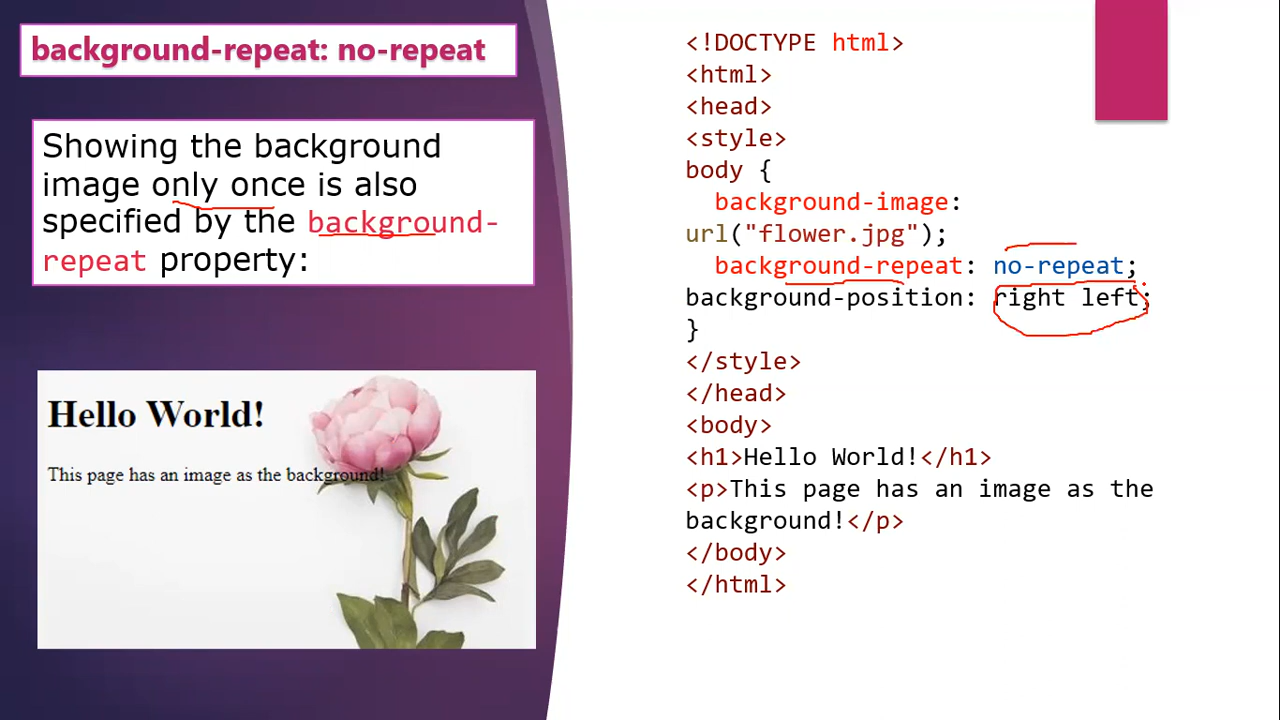 background-repeat: no-repeat
Showing the background
image only once is also
specified by the background-
repeat property:
Hello World!
This page has an image as the background!
<!DOCTYPE html>
<html>
<head>
<style>
body {
  background-image:
url("flower.jpg");
  background-repeat: no-repeat;
background-position: right left;
}
</style>
</head>
<body>
<h1>Hello World!</h1>
<p>This page has an image as the
background!</p>
</body>
</html>